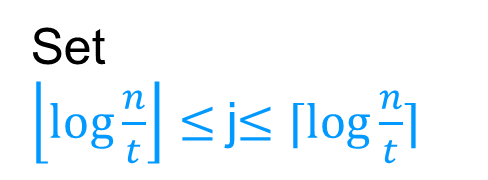 Set
⌊log n/t⌋ ≤ j≤ ⌈log n/t⌉